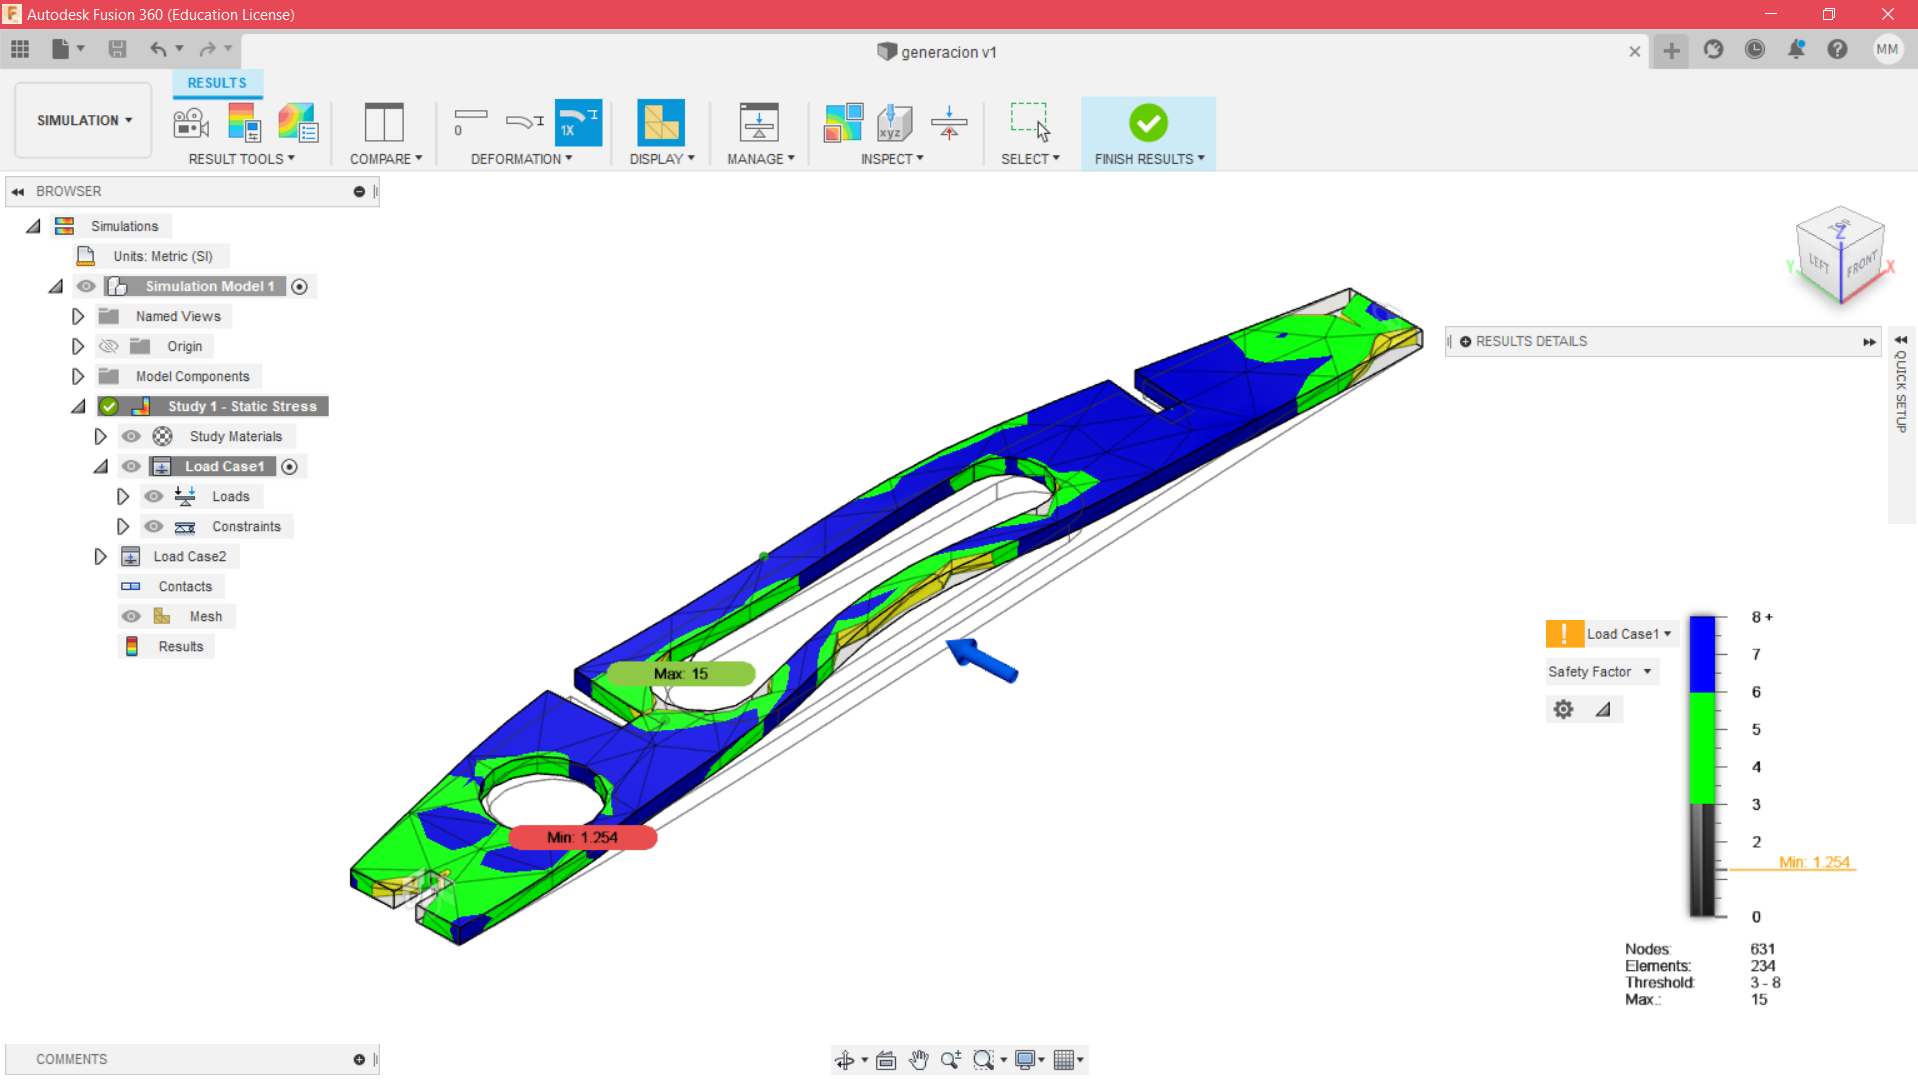 Autodesk Fusion 360 (Education License)
generacion v1
MM
RESULTS
SIMULATION
0
1X
xyz
RESULT TOOLS
COMPARE
DEFORMATION
DISPLAY
MANAGE
INSPECT
SELECT
FINISH RESULTS
BROWSER
Simulations
Units: Metric (SI)
Simulation Model 1
Named Views
Origin
Model Components
Study 1 - Static Stress
Study Materials
Load Case1
Loads
Constraints
Load Case2
Contacts
Mesh
Results
TOP
Z
LEFT
FRONT
Y
X
RESULTS DETAILS
QUICK SETUP
Max: 15
Min: 1.254
Load Case1
Safety Factor
8 +
7
6
5
4
3
2
Min: 1.254
0
Nodes: 631
Elements: 234
Threshold: 3 - 8
Max.: 15
COMMENTS